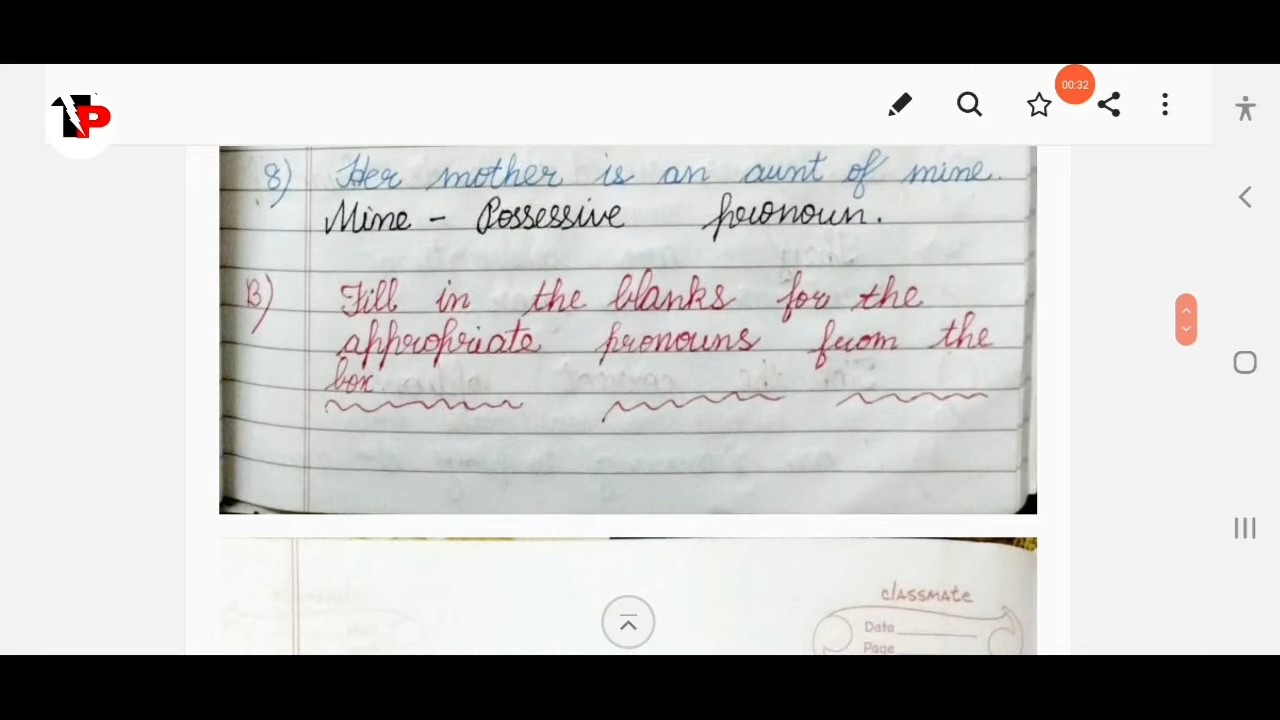 00:32
1P
8) Her mother is an aunt of mine.
Mine - Possessive pronoun.
B) Fill in the blanks for the
appropriate pronouns from the
box
classmate
Date
Page